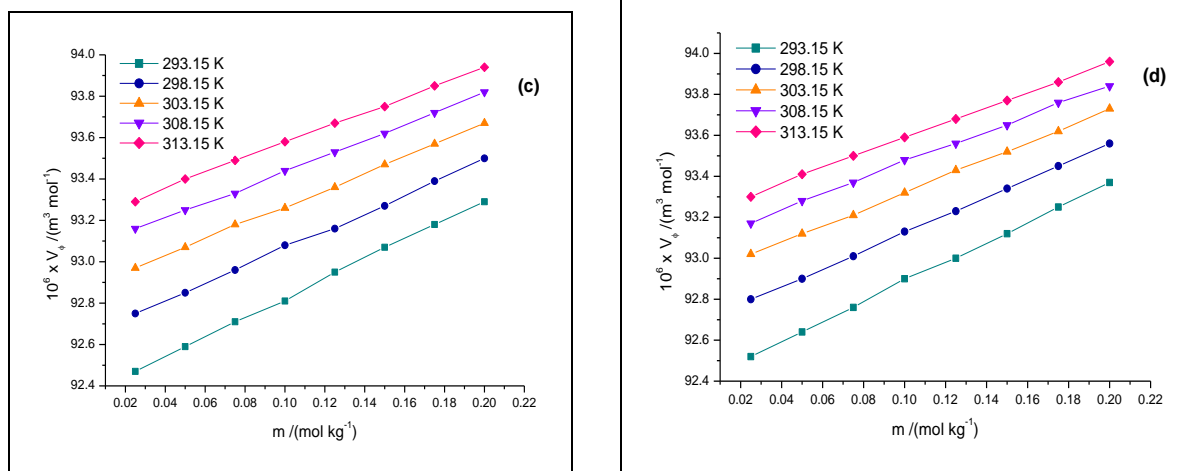 94.0
93.8
93.6
93.4
93.2
93.0
92.8
92.6
92.4
10⁶ x V_ϕ /(m³ mol⁻¹)
293.15 K
298.15 K
303.15 K
308.15 K
313.15 K
(c)
0.02 0.04 0.06 0.08 0.10 0.12 0.14 0.16 0.18 0.20 0.22
m /(mol kg⁻¹)
94.0
93.8
93.6
93.4
93.2
93.0
92.8
92.6
92.4
10⁶ x V_ϕ /(m³ mol⁻¹)
293.15 K
298.15 K
303.15 K
308.15 K
313.15 K
(d)
0.02 0.04 0.06 0.08 0.10 0.12 0.14 0.16 0.18 0.20 0.22
m /(mol kg⁻¹)